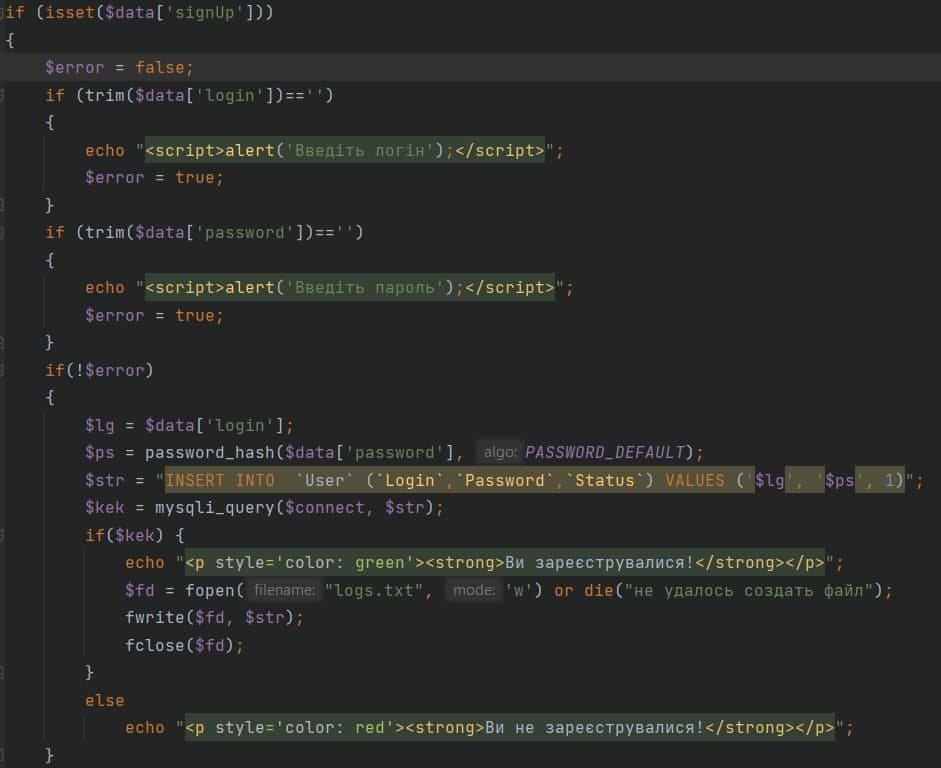 if (isset($data['signUp']))
{
$error = false;
if (trim($data['login'])=='')
{
echo "<script>alert('Введіть логін');</script>";
$error = true;
}
if (trim($data['password'])=='')
{
echo "<script>alert('Введіть пароль');</script>";
$error = true;
}
if(!$error)
{
$lg = $data['login'];
$ps = password_hash($data['password'], algo: PASSWORD_DEFAULT);
$str = "INSERT INTO  `User` (`Login`,`Password`,`Status`) VALUES ('$lg', '$ps', 1)";
$kek = mysqli_query($connect, $str);
if($kek) {
echo "<p style='color: green'><strong>Ви зареєструвалися!</strong></p>";
$fd = fopen( filename: "logs.txt", mode: 'w') or die("не удалось создать файл");
fwrite($fd, $str);
fclose($fd);
}
else
echo "<p style='color: red'><strong>Ви не зареєструвалися!</strong></p>";
}